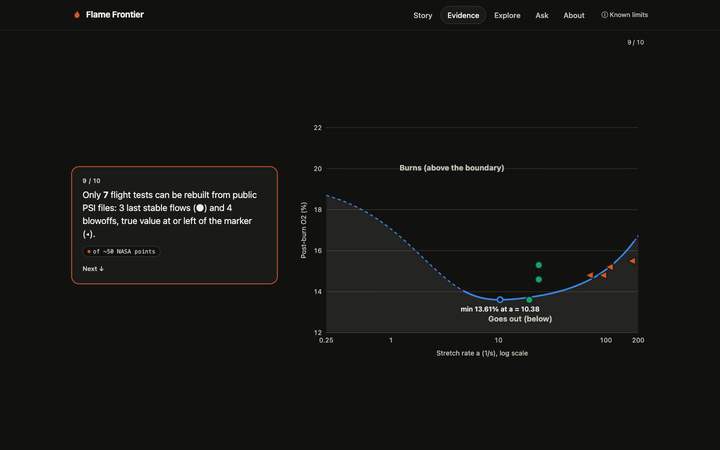 Flame Frontier
Story Evidence Explore Ask About ⓘ Known limits
9 / 10
9 / 10
Only 7 flight tests can be rebuilt from public
PSI files: 3 last stable flows (●) and 4
blowoffs, true value at or left of the marker
(◂).
of ~50 NASA points
Next ↓
Post-burn O2 (%)
22
20
18
16
14
12
Burns (above the boundary)
min 13.61% at a = 10.38
Goes out (below)
0.25 1 10 100 200
Stretch rate a (1/s), log scale